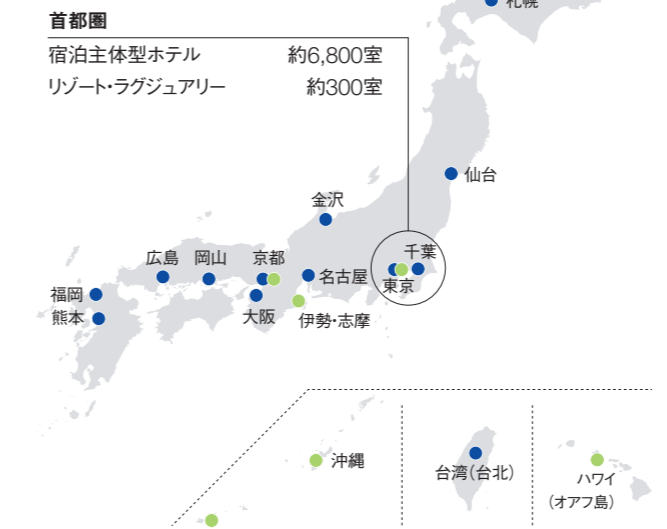 札幌
首都圏
宿泊主体型ホテル 約6,800室
リゾート・ラグジュアリー 約300室
仙台
金沢
千葉
広島 岡山 京都
名古屋
東京
福岡
熊本
大阪
伊勢・志摩
沖縄
台湾（台北）
ハワイ
（オアフ島）